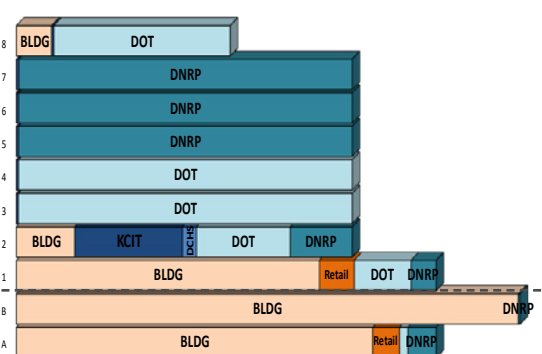 8 BLDG DOT
7 DNRP
6 DNRP
5 DNRP
4 DOT
3 DOT
2 BLDG KCIT DCHS DOT DNRP
1 BLDG Retail DOT DNRP
B BLDG DNRP
A BLDG Retail DNRP